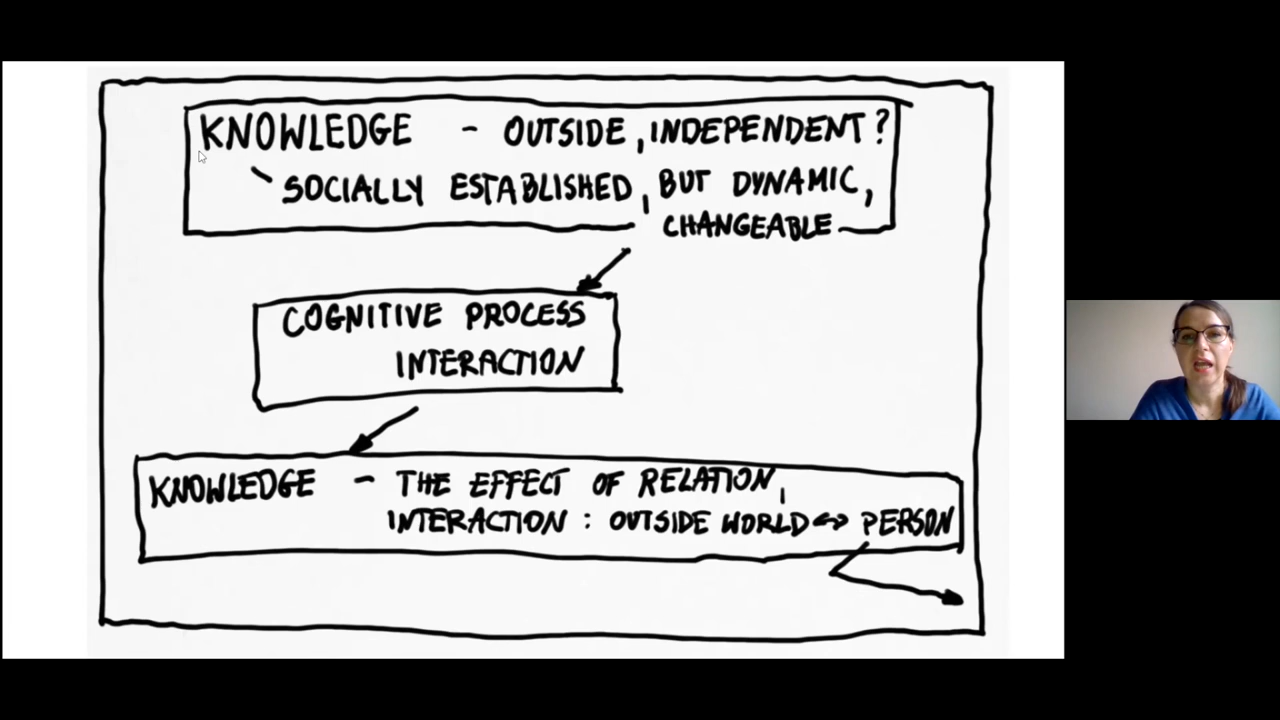 KNOWLEDGE - OUTSIDE, INDEPENDENT?
SOCIALLY ESTABLISHED, BUT DYNAMIC,
CHANGEABLE
COGNITIVE PROCESS
INTERACTION
KNOWLEDGE - THE EFFECT OF RELATION,
INTERACTION : OUTSIDE WORLD ↔ PERSON